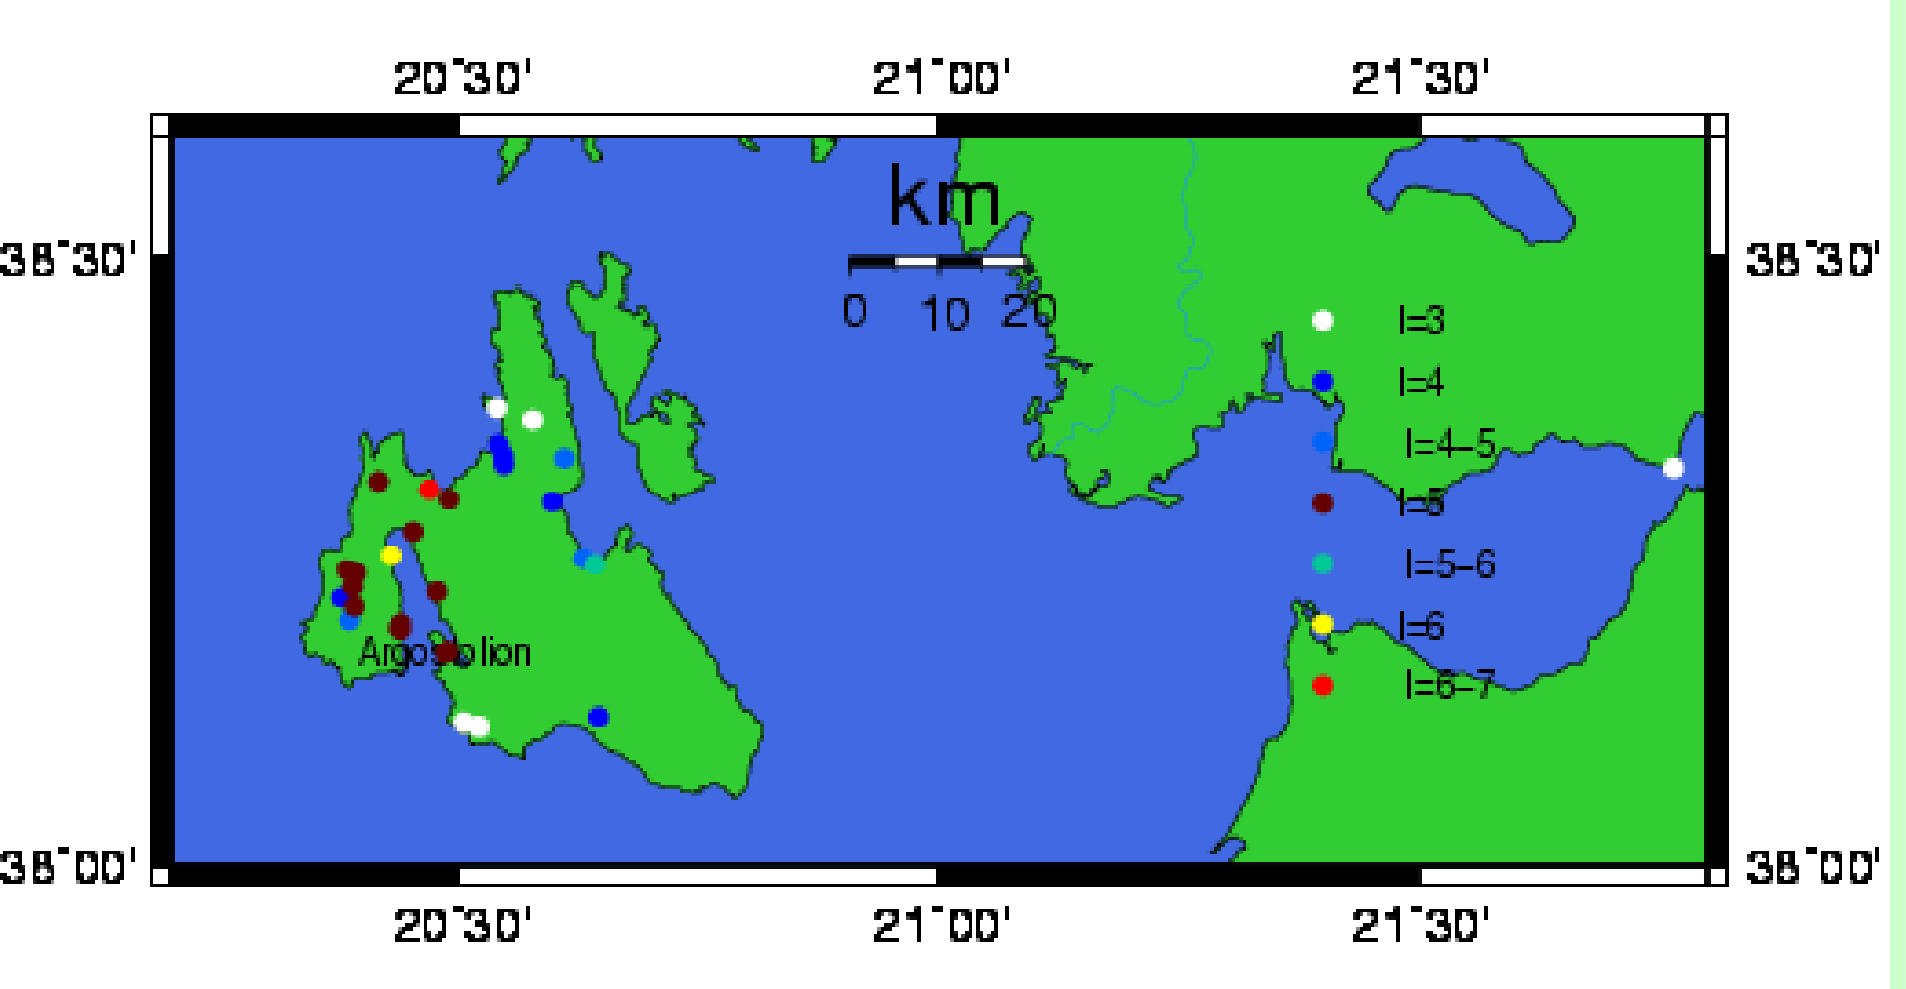 20°30' 21°00' 21°30'
km
38°30' 38°30'
0 10 20
I=3
I=4
I=4-5
I=5
I=5-6
I=6
Argostolion
I=6-7
38°00' 38°00'
20°30' 21°00' 21°30'